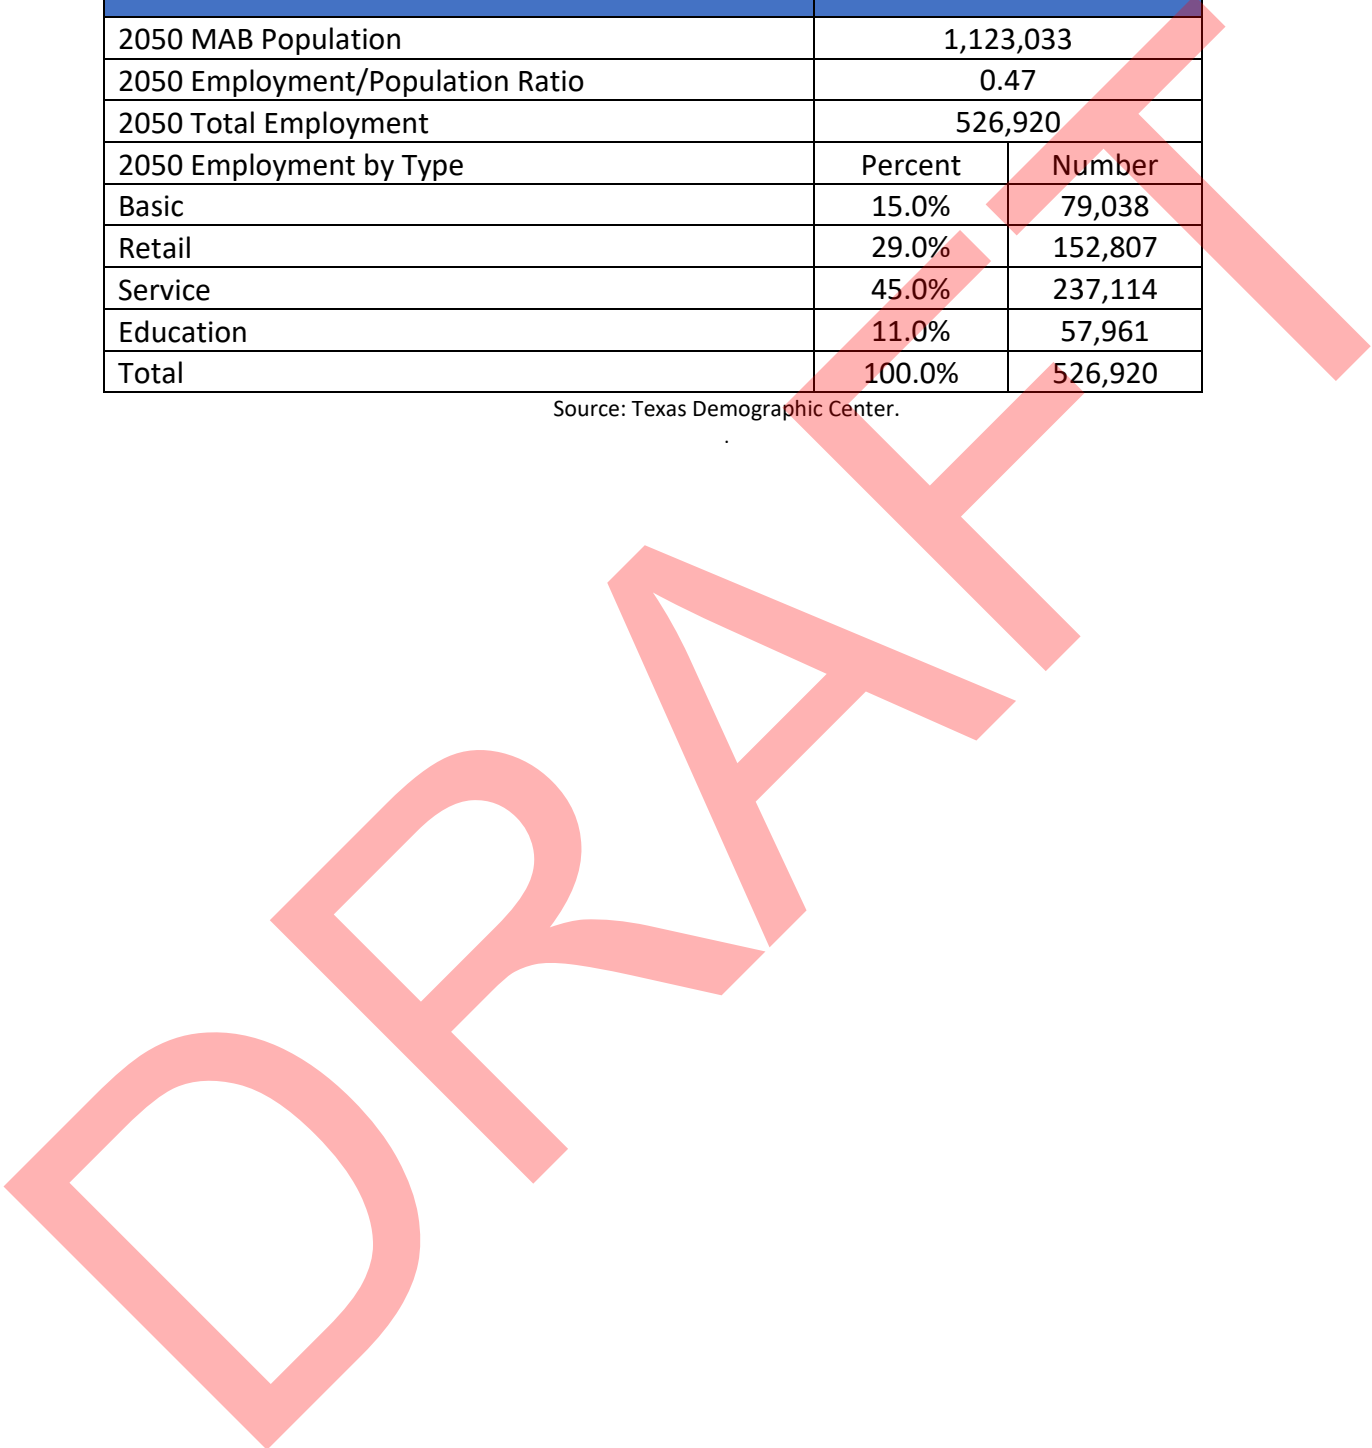 2050 MAB Population 1,123,033
2050 Employment/Population Ratio 0.47
2050 Total Employment 526,920
2050 Employment by Type Percent Number
Basic 15.0% 79,038
Retail 29.0% 152,807
Service 45.0% 237,114
Education 11.0% 57,961
Total 100.0% 526,920
Source: Texas Demographic Center.
.
DRAFT